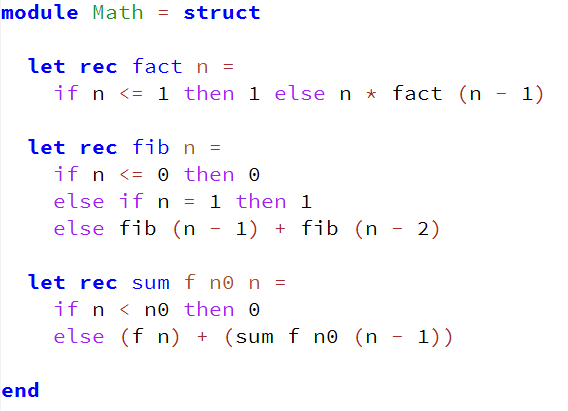 module Math = struct
let rec fact n =
if n <= 1 then 1 else n * fact (n - 1)
let rec fib n =
if n <= 0 then 0
else if n = 1 then 1
else fib (n - 1) + fib (n - 2)
let rec sum f n0 n =
if n < n0 then 0
else (f n) + (sum f n0 (n - 1))
end